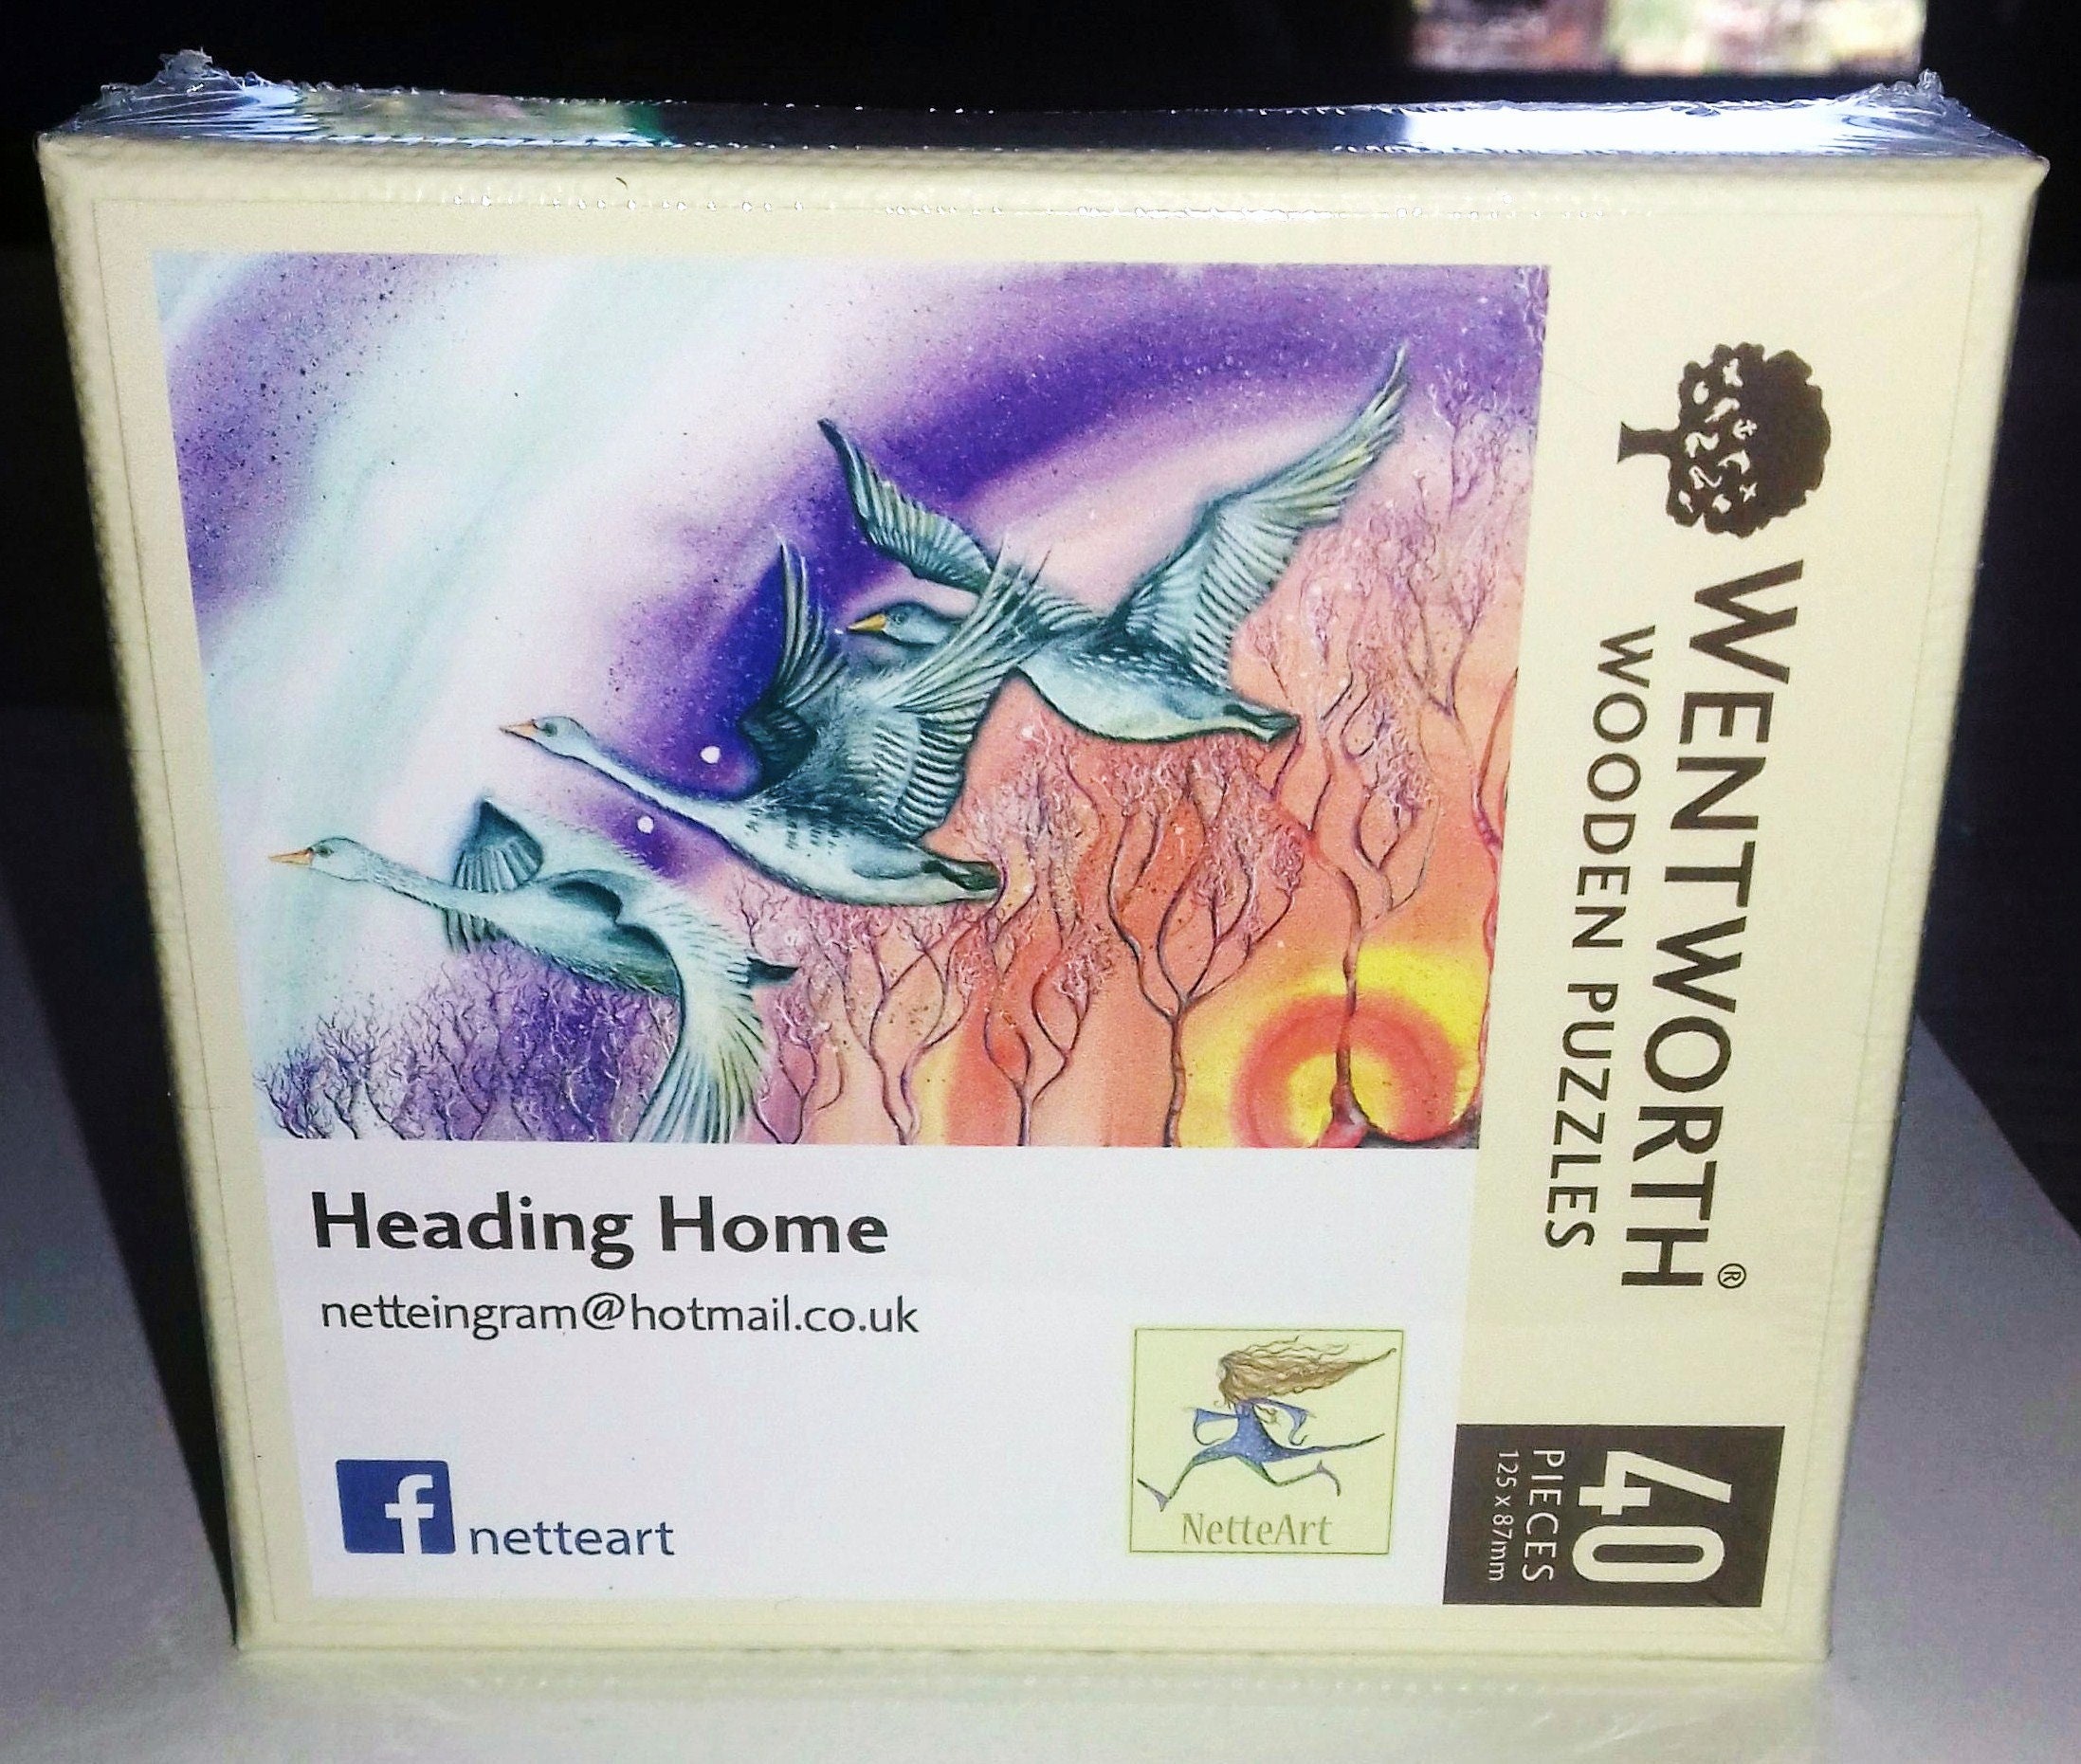 WENTWORTH®
WOODEN PUZZLES
Heading Home
netteingram@hotmail.co.uk
netteart
NetteArt
40
PIECES
125 x 87mm